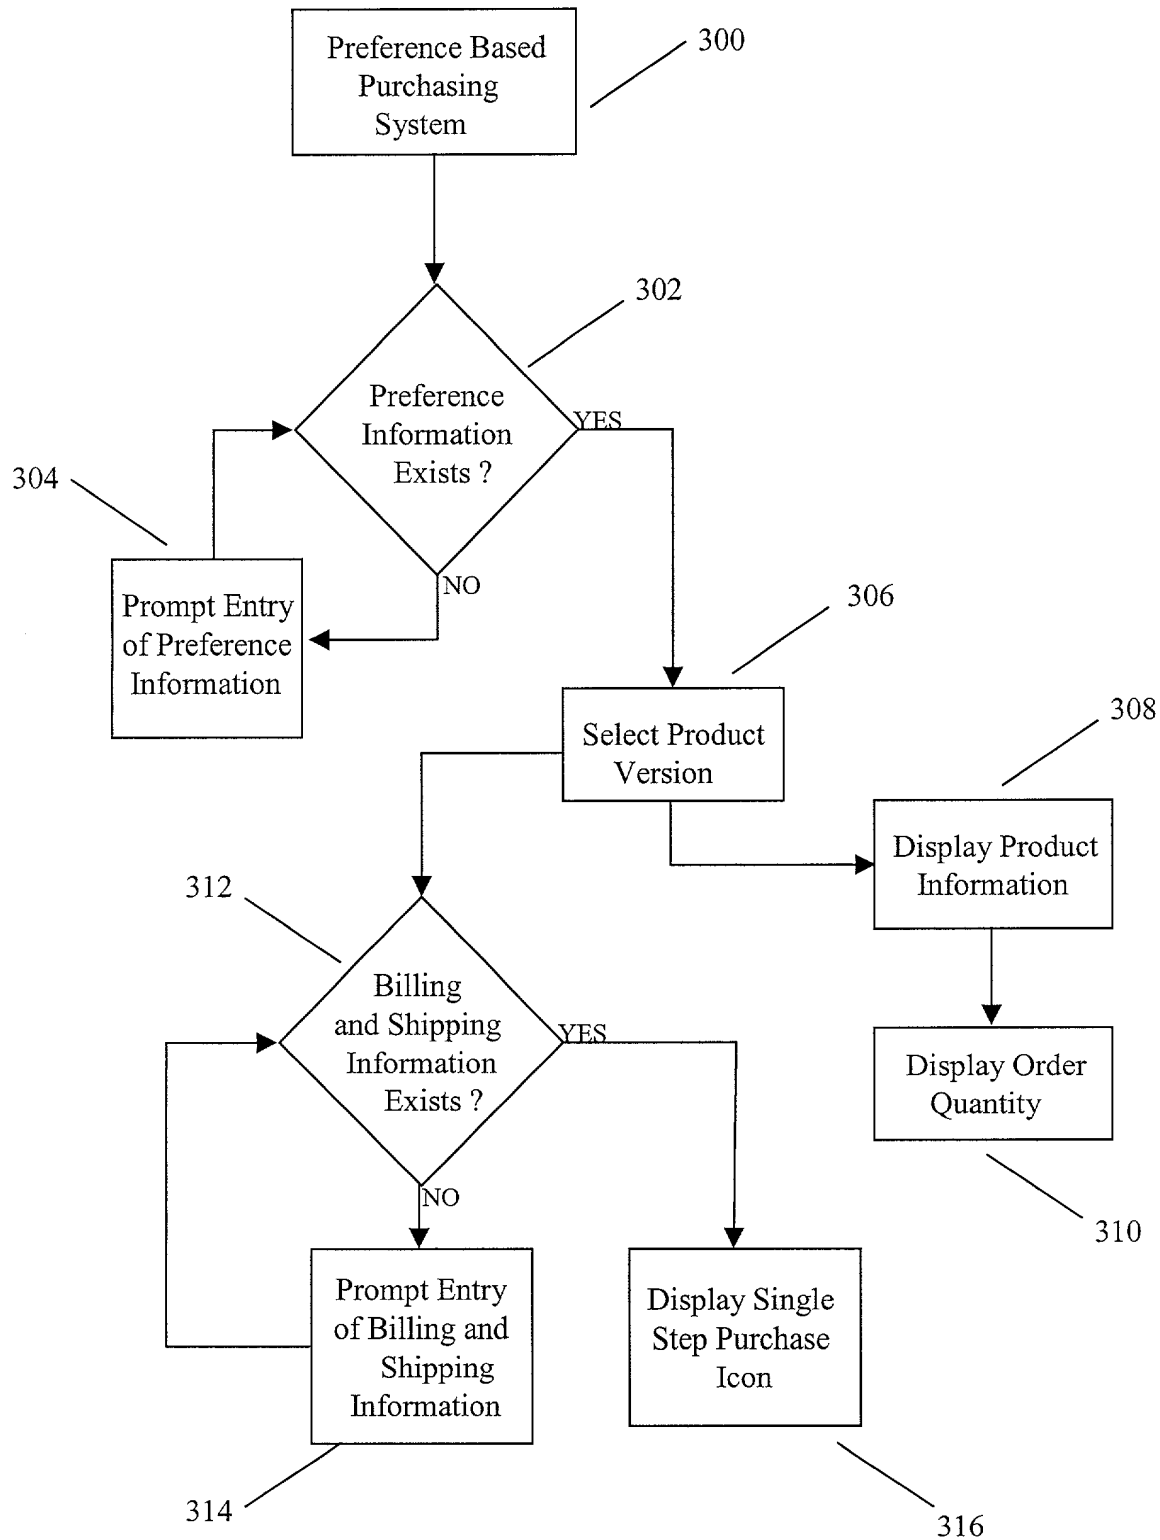 Preference Based
Purchasing
System
300
302
Preference
Information
Exists ?
YES
NO
304
Prompt Entry
of Preference
Information
306
Select Product
Version
308
Display Product
Information
Display Order
Quantity
310
312
Billing
and Shipping
Information
Exists ?
YES
NO
Prompt Entry
of Billing and
Shipping
Information
314
Display Single
Step Purchase
Icon
316